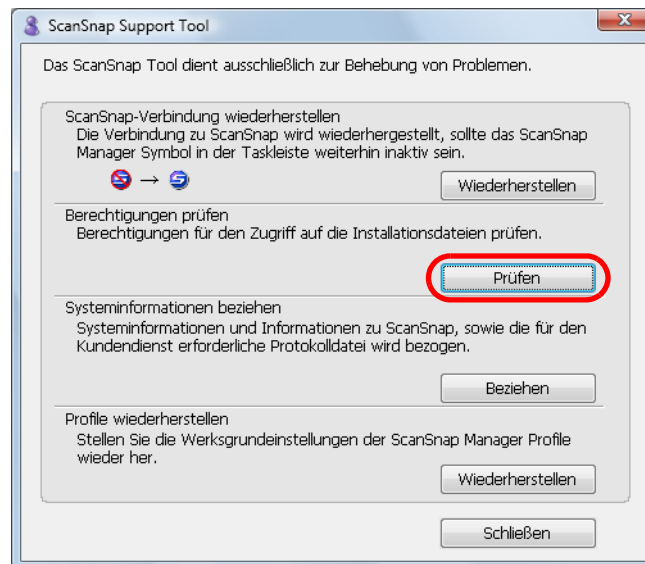 ScanSnap Support Tool
Das ScanSnap Tool dient ausschließlich zur Behebung von Problemen.
ScanSnap-Verbindung wiederherstellen
Die Verbindung zu ScanSnap wird wiederhergestellt, sollte das ScanSnap
Manager Symbol in der Taskleiste weiterhin inaktiv sein.
Wiederherstellen
Berechtigungen prüfen
Berechtigungen für den Zugriff auf die Installationsdateien prüfen.
Prüfen
Systeminformationen beziehen
Systeminformationen und Informationen zu ScanSnap, sowie die für den
Kundendienst erforderliche Protokolldatei wird bezogen.
Beziehen
Profile wiederherstellen
Stellen Sie die Werksgrundeinstellungen der ScanSnap Manager Profile
wieder her.
Wiederherstellen
Schließen